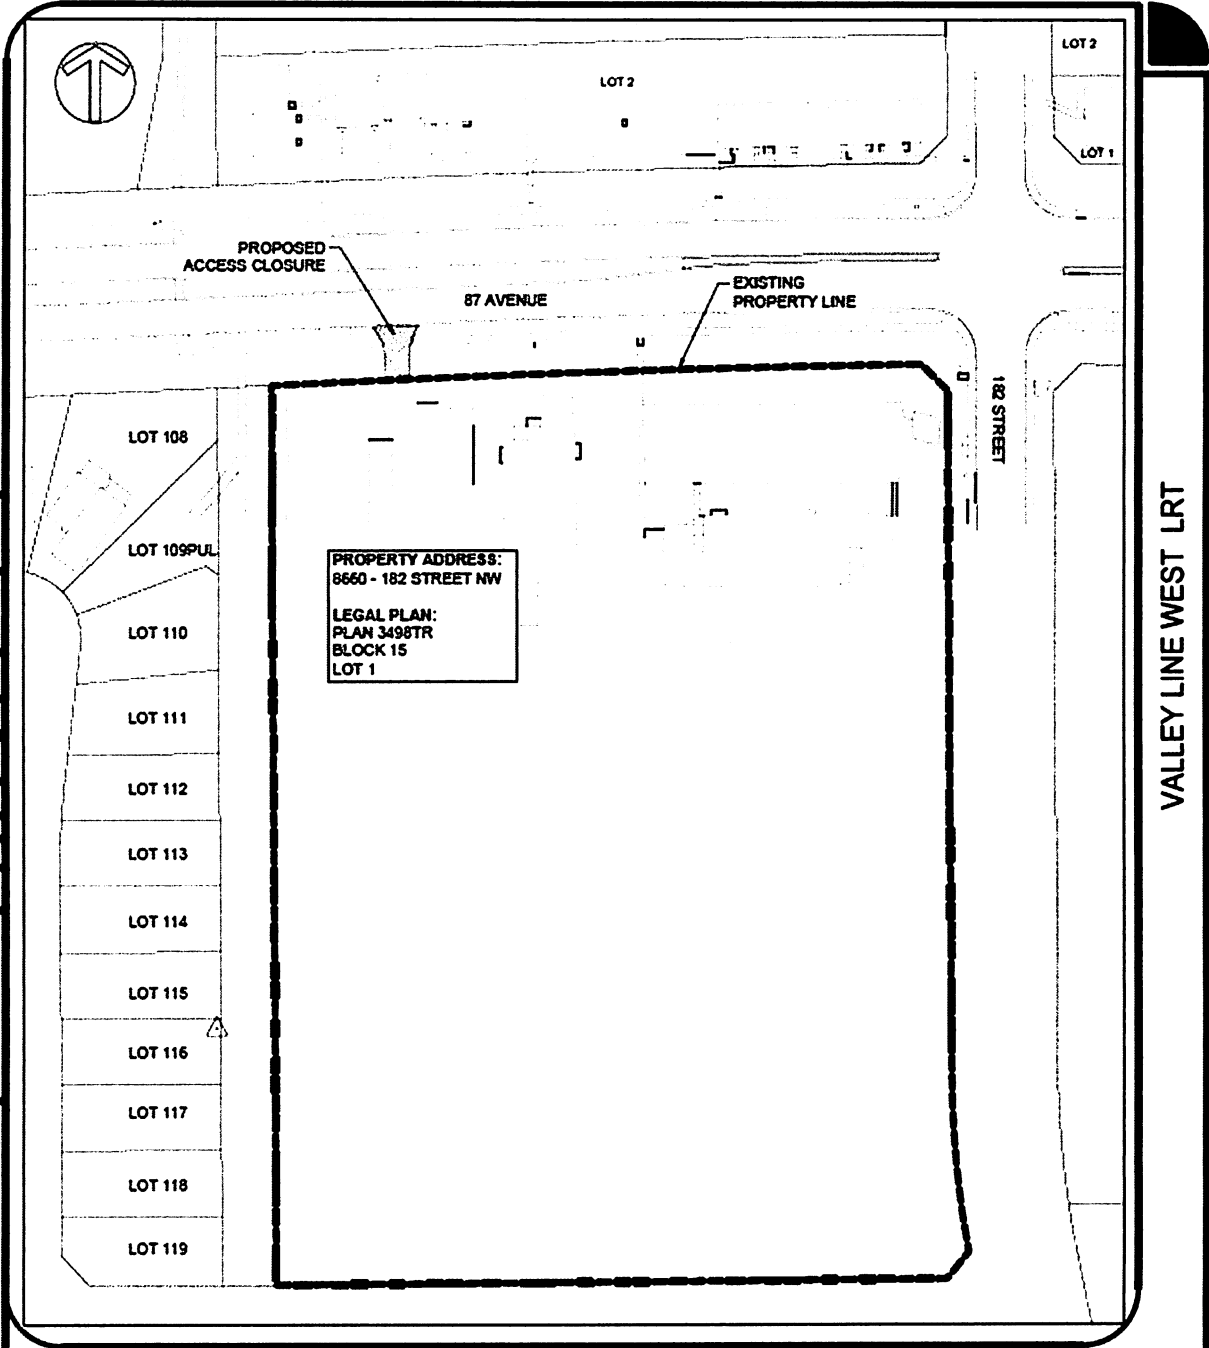 LOT 2
LOT 2
LOT 1
PROPOSED
ACCESS CLOSURE
87 AVENUE
EXISTING
PROPERTY LINE
182 STREET
LOT 108
LOT 109PUL
PROPERTY ADDRESS:
8660 - 182 STREET NW
LEGAL PLAN:
PLAN 3498TR
BLOCK 15
LOT 1
LOT 110
LOT 111
LOT 112
LOT 113
LOT 114
LOT 115
LOT 116
LOT 117
LOT 118
LOT 119
VALLEY LINE WEST LRT